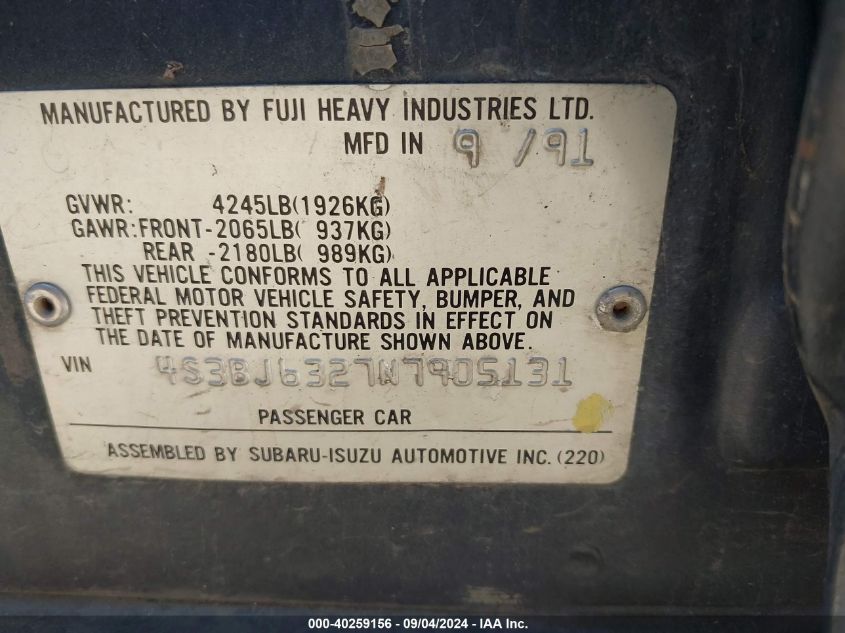 MANUFACTURED BY FUJI HEAVY INDUSTRIES LTD.
MFD IN 9 /91
GVWR: 4245LB(1926KG)
GAWR:FRONT-2065LB( 937KG)
REAR -2180LB( 989KG)
THIS VEHICLE CONFORMS TO ALL APPLICABLE
FEDERAL MOTOR VEHICLE SAFETY, BUMPER, AND
THEFT PREVENTION STANDARDS IN EFFECT ON
THE DATE OF MANUFACTURE SHOWN ABOVE.
VIN 4S3BJ6327N7905131
PASSENGER CAR
ASSEMBLED BY SUBARU-ISUZU AUTOMOTIVE INC. (220)
000-40259156 - 09/04/2024 - IAA Inc.